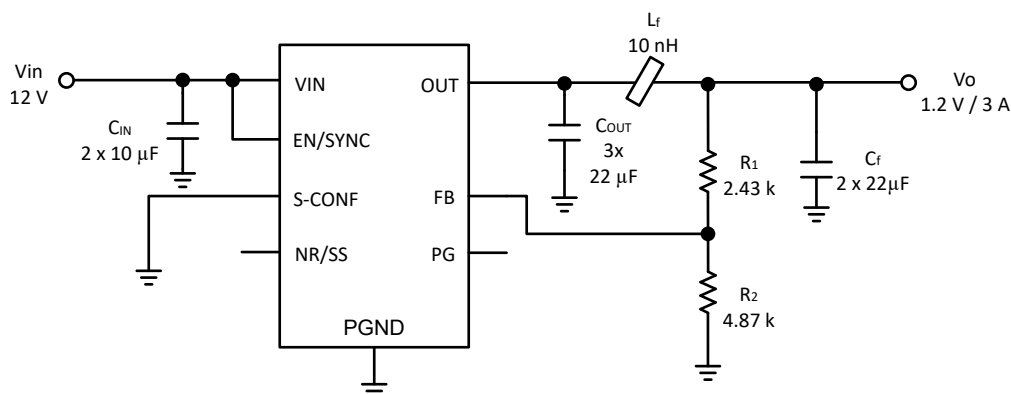 Lf
10 nH
Vin
12 V
VIN
OUT
Vo
1.2 V / 3 A
CIN
2 x 10 μF
EN/SYNC
COUT
3x
22 μF
R1
2.43 k
Cf
2 x 22μF
S-CONF
FB
NR/SS
PG
R2
4.87 k
PGND